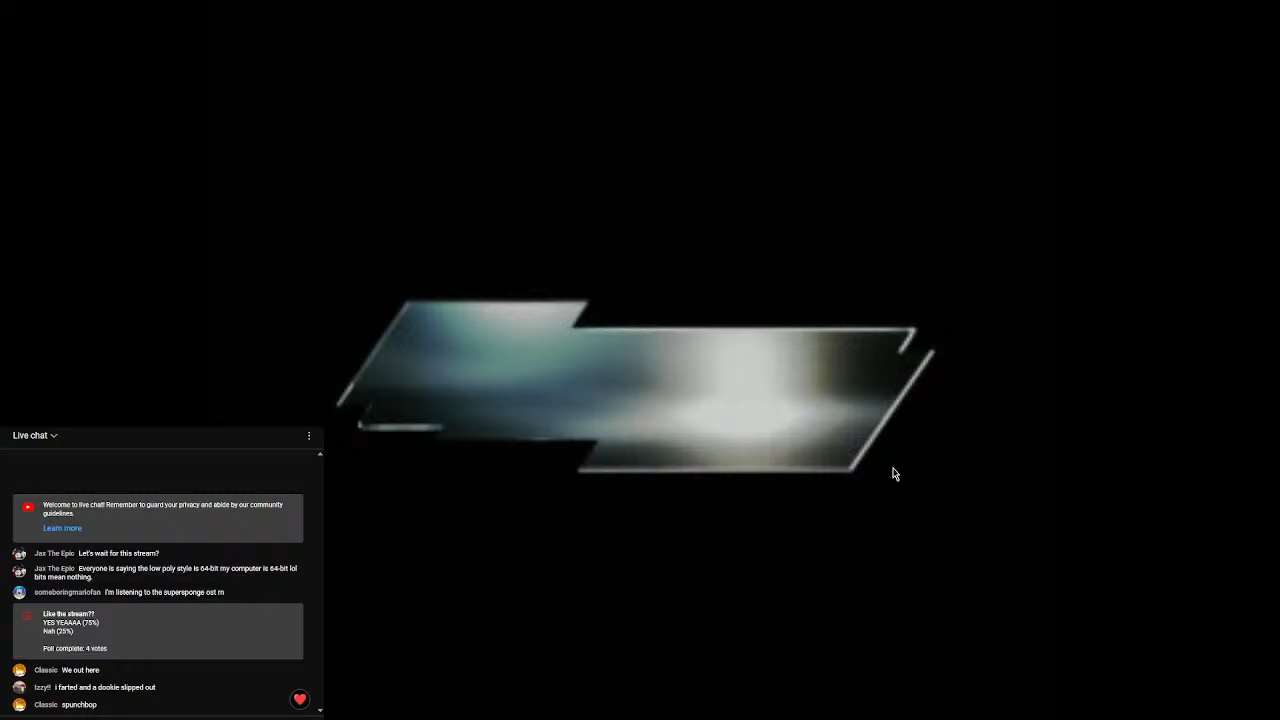 Live chat
Welcome to live chat! Remember to guard your privacy and abide by our community
guidelines.
Learn more
Jax The Epic Let's wait for this stream?
Jax The Epic Everyone is saying the low poly style is 64-bit my computer is 64-bit lol
bits mean nothing.
someboringmariofan i'm listening to the supersponge ost rn
Like the stream??
YES YEAAAA (75%)
Nah (25%)
Poll complete: 4 votes
Classic We out here
Izzy!! i farted and a dookie slipped out
Classic spunchbop